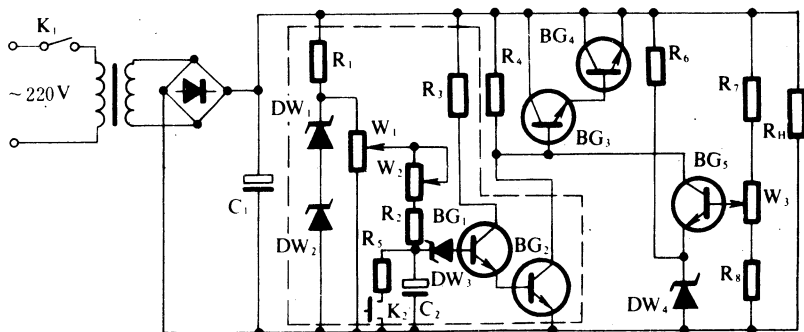 K₁
~220V
C₁
R₁
DW₁
DW₂
W₁
W₂
R₂
R₅
K₂
C₂
BG₁
DW₃
R₃
BG₂
R₄
BG₃
BG₄
R₆
BG₅
DW₄
R₇
W₃
R₈
R_H